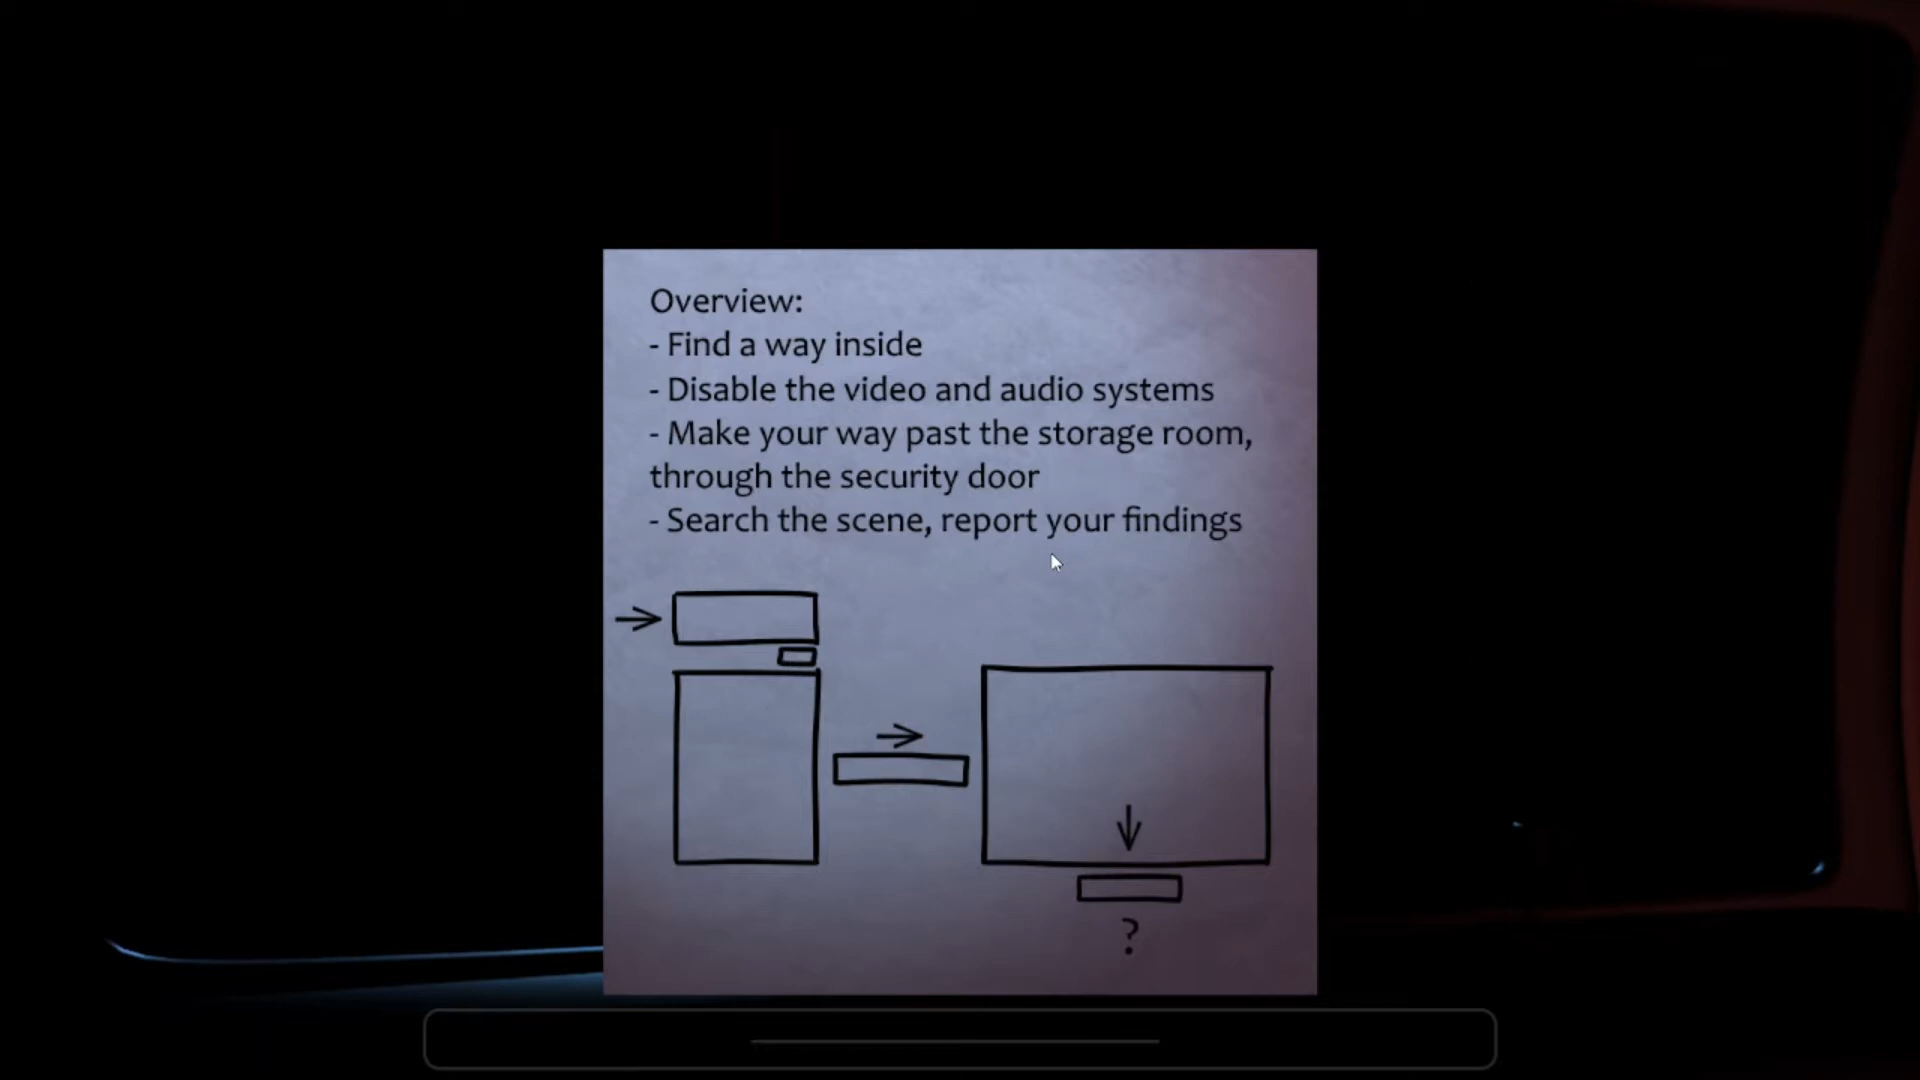 Overview:
- Find a way inside
- Disable the video and audio systems
- Make your way past the storage room,
through the security door
- Search the scene, report your findings
?